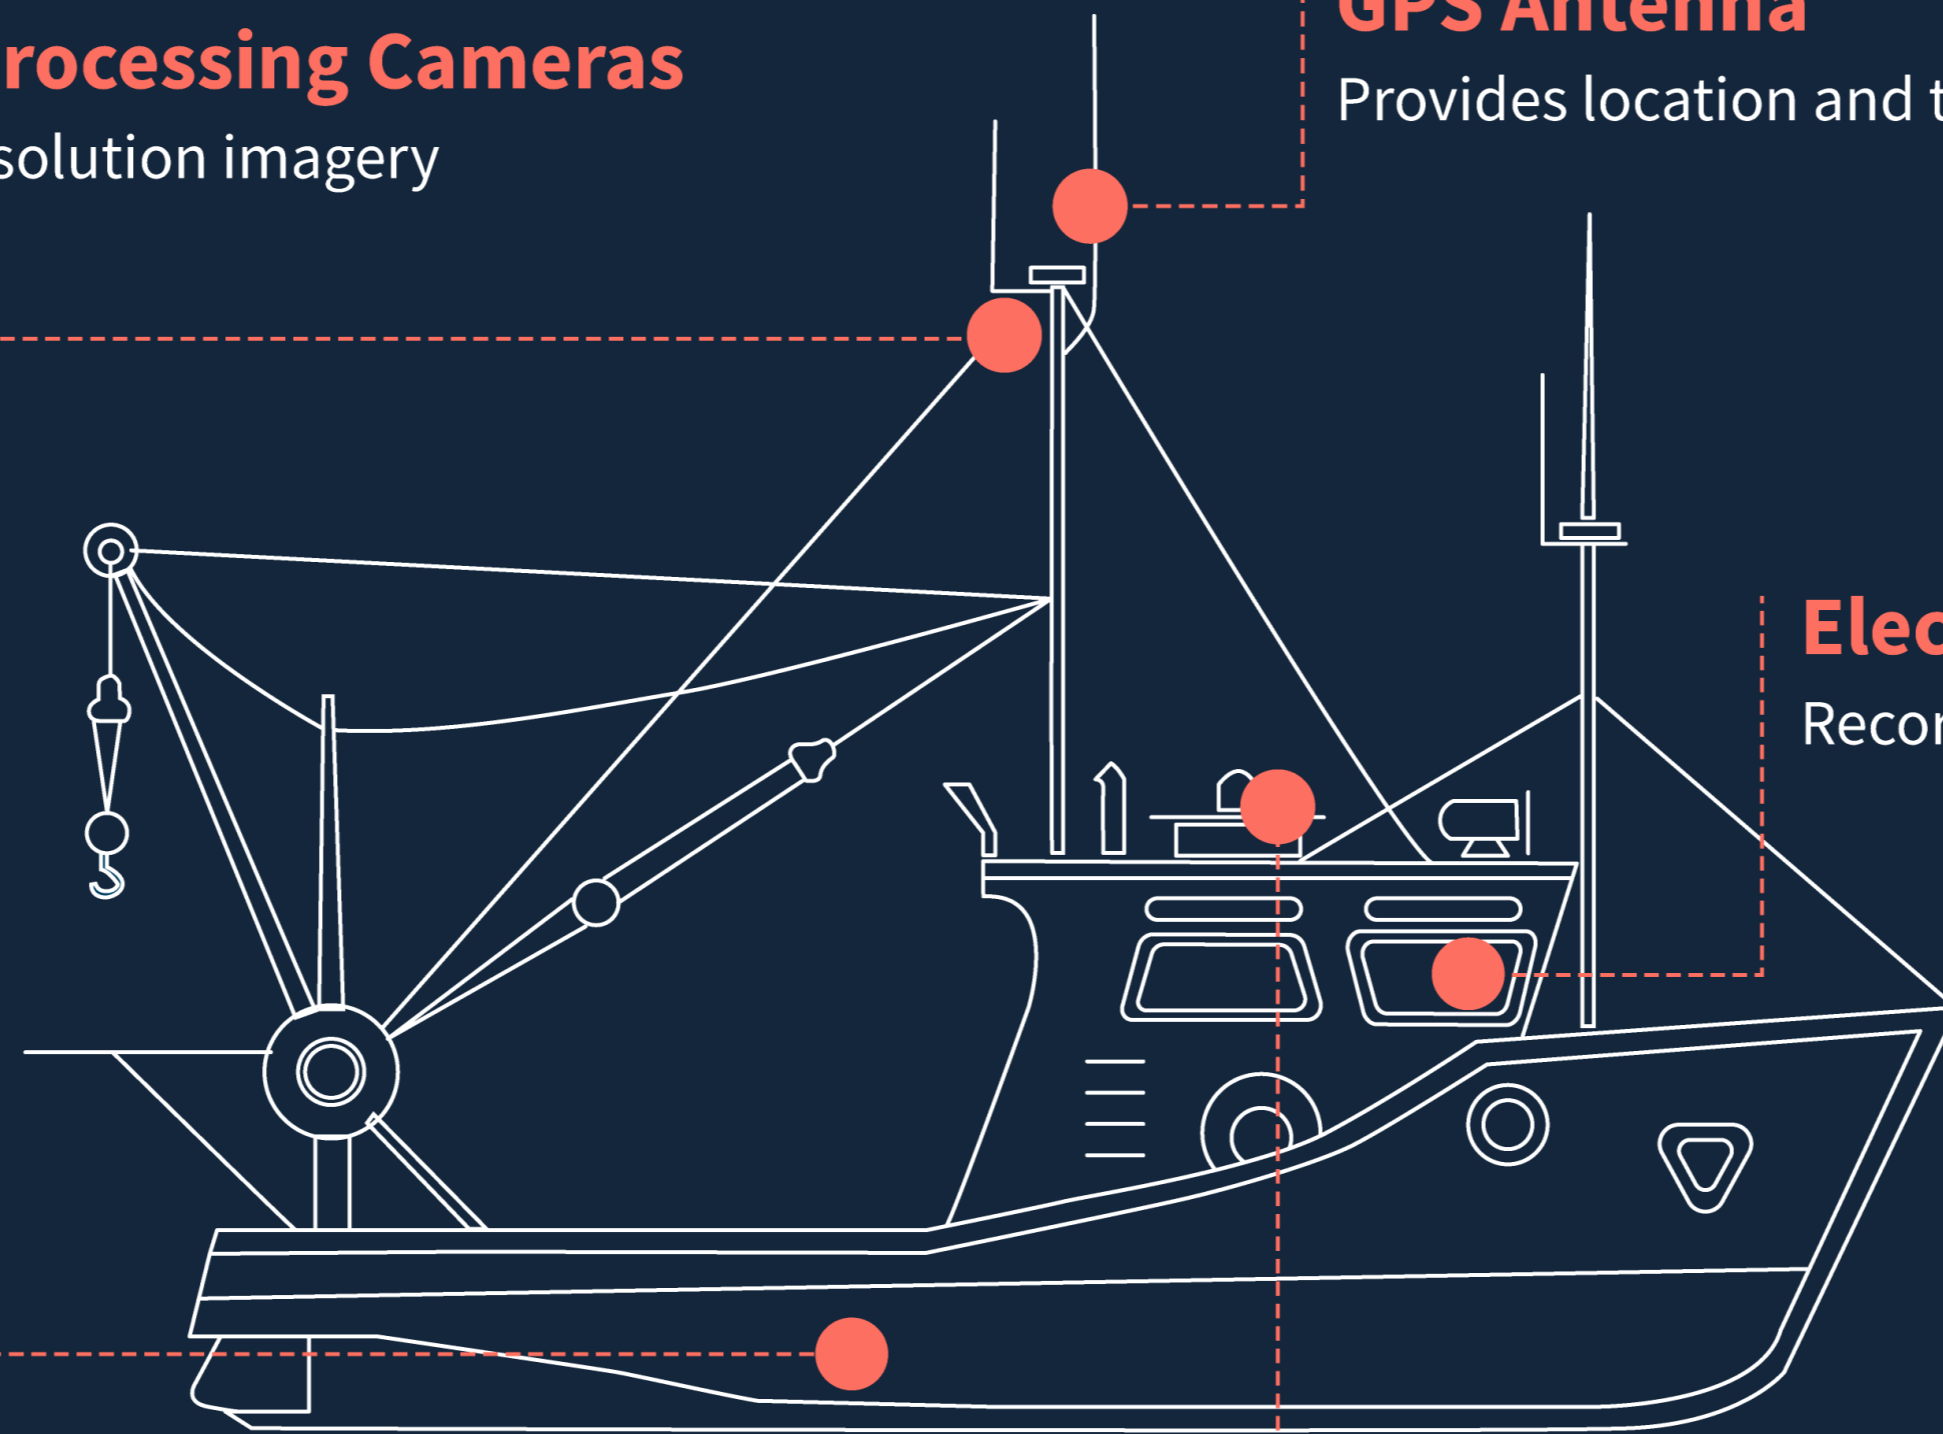 rocessing Cameras
solution imagery
GPS Antenna
Provides location and t
Elec
Recor